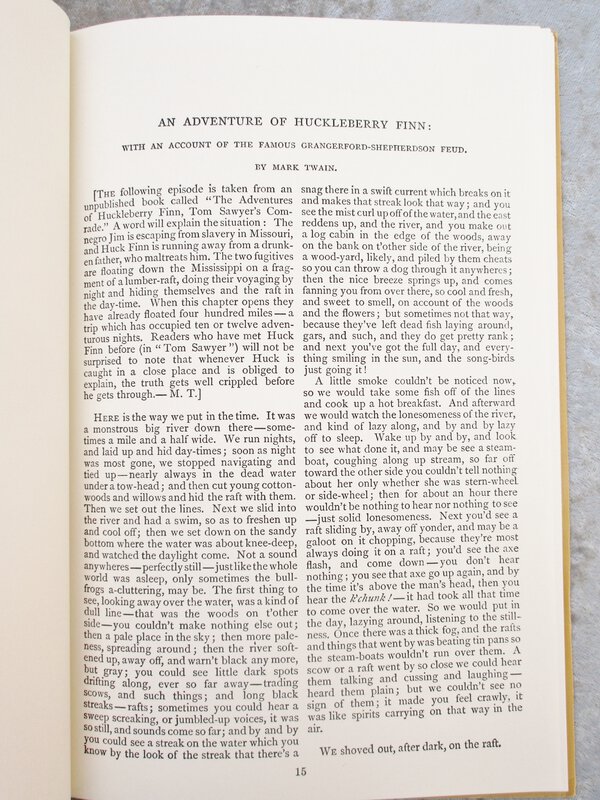 AN ADVENTURE OF HUCKLEBERRY FINN:
WITH AN ACCOUNT OF THE FAMOUS GRANGERFORD-SHEPHERDSON FEUD.
BY MARK TWAIN.
[THE following episode is taken from an
unpublished book called "The Adventures
of Huckleberry Finn, Tom Sawyer's Com-
rade." A word will explain the situation: The
negro Jim is escaping from slavery in Missouri,
and Huck Finn is running away from a drunk-
en father, who maltreats him. The two fugitives
are floating down the Mississippi on a frag-
ment of a lumber-raft, doing their voyaging by
night and hiding themselves and the raft in
the day-time. When this chapter opens they
have already floated four hundred miles—a
trip which has occupied ten or twelve adven-
turous nights. Readers who have met Huck
Finn before (in "Tom Sawyer") will not be
surprised to note that whenever Huck is
caught in a close place and is obliged to
explain, the truth gets well crippled before
he gets through.—M. T.]
HERE is the way we put in the time. It was
a monstrous big river down there—some-
times a mile and a half wide. We run nights,
and laid up and hid day-times; soon as night
was most gone, we stopped navigating and
tied up—nearly always in the dead water
under a tow-head; and then cut young cotton-
woods and willows and hid the raft with them.
Then we set out the lines. Next we slid into
the river and had a swim, so as to freshen up
and cool off; then we set down on the sandy
bottom where the water was about knee-deep,
and watched the daylight come. Not a sound
anywheres—perfectly still—just like the whole
world was asleep, only sometimes the bull-
frogs a-cluttering, may be. The first thing to
see, looking away over the water, was a kind of
dull line—that was the woods on t'other
side—you couldn't make nothing else out;
then a pale place in the sky; then more pale-
ness, spreading around; then the river soft-
ened up, away off, and warn't black any more,
but gray; you could see little dark spots
drifting along, ever so far away—trading
scows, and such things; and long black
streaks—rafts; sometimes you could hear a
sweep screaking, or jumbled-up voices, it was
so still, and sounds come so far; and by and by
you could see a streak on the water which you
know by the look of the streak that there's a
snag there in a swift current which breaks on it
and makes that streak look that way; and you
see the mist curl up off of the water, and the east
reddens up, and the river, and you make out
a log cabin in the edge of the woods, away
on the bank on t'other side of the river, being
a wood-yard, likely, and piled by them cheats
so you can throw a dog through it anywheres;
then the nice breeze springs up, and comes
fanning you from over there, so cool and fresh,
and sweet to smell, on account of the woods
and the flowers; but sometimes not that way,
because they've left dead fish laying around,
gars, and such, and they do get pretty rank;
and next you've got the full day, and every-
thing smiling in the sun, and the song-birds
just going it!
A little smoke couldn't be noticed now,
so we would take some fish off of the lines
and cook up a hot breakfast. And afterward
we would watch the lonesomeness of the river,
and kind of lazy along, and by and by lazy
off to sleep. Wake up by and by, and look
to see what done it, and may be see a steam-
boat, coughing along up stream, so far off
toward the other side you couldn't tell nothing
about her only whether she was stern-wheel
or side-wheel; then for about an hour there
wouldn't be nothing to hear nor nothing to see
—just solid lonesomeness. Next you'd see a
raft sliding by, away off yonder, and may be a
galoot on it chopping, because they're most
always doing it on a raft; you'd see the axe
flash, and come down—you don't hear
nothing; you see that axe go up again, and by
the time it's above the man's head, then you
hear the k'chunk!—it had took all that time
to come over the water. So we would put in
the day, lazying around, listening to the still-
ness. Once there was a thick fog, and the rafts
and things that went by was beating tin pans so
the steam-boats wouldn't run over them. A
scow or a raft went by so close we could hear
them talking and cussing and laughing—
heard them plain; but we couldn't see no
sign of them; it made you feel crawly, it
was like spirits carrying on that way in the
air.
WE shoved out, after dark, on the raft.
15